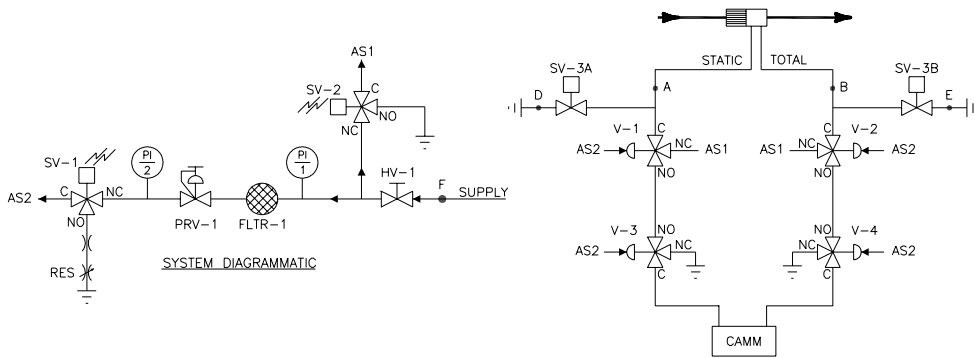 AS1
SV-2
C
NO
NC
SV-1
PI
2
PI
1
HV-1
F
SUPPLY
AS2
C
NC
NO
PRV-1
FLTR-1
RES
SYSTEM DIAGRAMMATIC
STATIC
TOTAL
SV-3A
SV-3B
D
A
B
E
V-1
C
NC
AS2
AS1
NO
C
V-2
NC
AS1
AS2
NO
V-3
NO
NC
AS2
C
NO
V-4
NC
AS2
C
CAMM